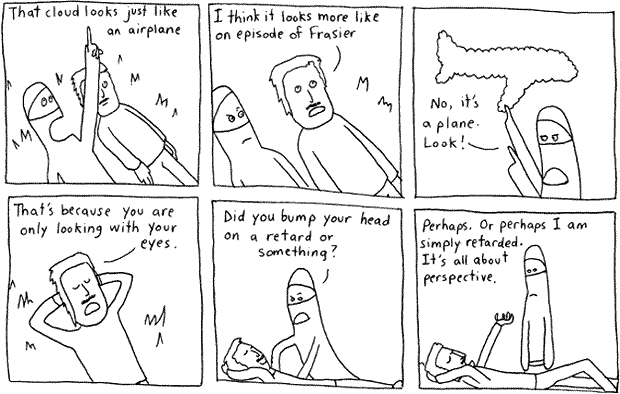 That cloud looks just like
an airplane
I think it looks more like
an episode of Frasier
No, it's
a plane.
Look!
That's because you are
only looking with your
eyes.
Did you bump your head
on a retard or
something?
Perhaps. Or perhaps I am
simply retarded.
It's all about
perspective.